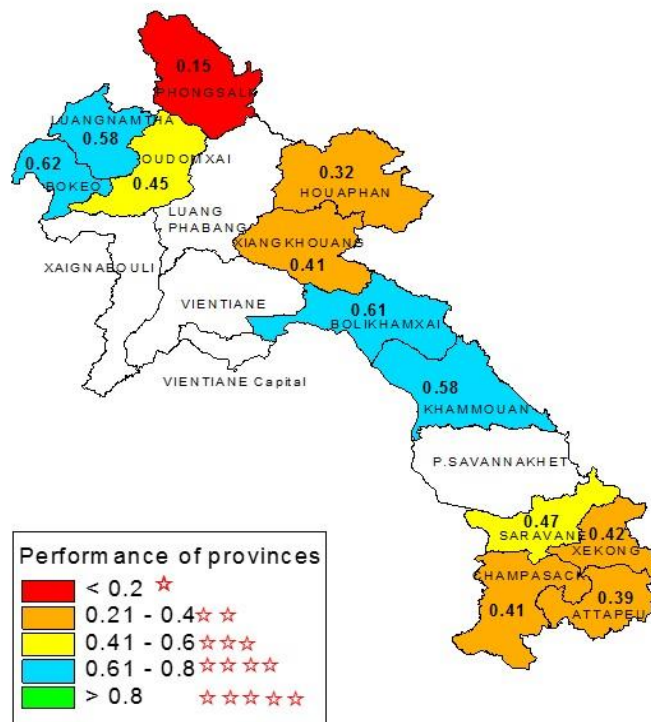 0.15
PHONGSALI
LUANGNAMTHA
0.58
OUDOMXAI
0.62
BOKEO
0.45
0.32
HOUAPHAN
LUANG
PHABANG
XIANGKHOUANG
0.41
XAIGNABOULI
VIENTIANE
0.61
BOLIKHAMXAI
VIENTIANE Capital
0.58
KHAMMOUAN
P.SAVANNAKHET
0.47
SARAVANE
0.42
XEKONG
CHAMPASACK
0.41
0.39
ATTAPEU
Performance of provinces
< 0.2
0.21 - 0.4
0.41 - 0.6
0.61 - 0.8
> 0.8